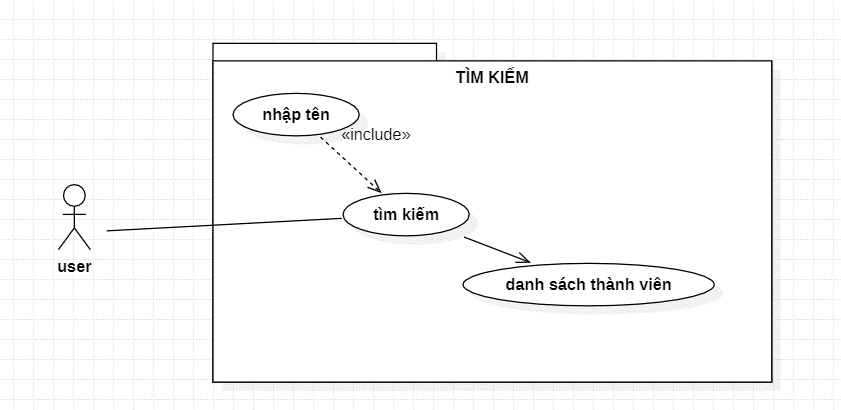 TÌM KIẾM
nhập tên
«include»
tìm kiếm
user
danh sách thành viên